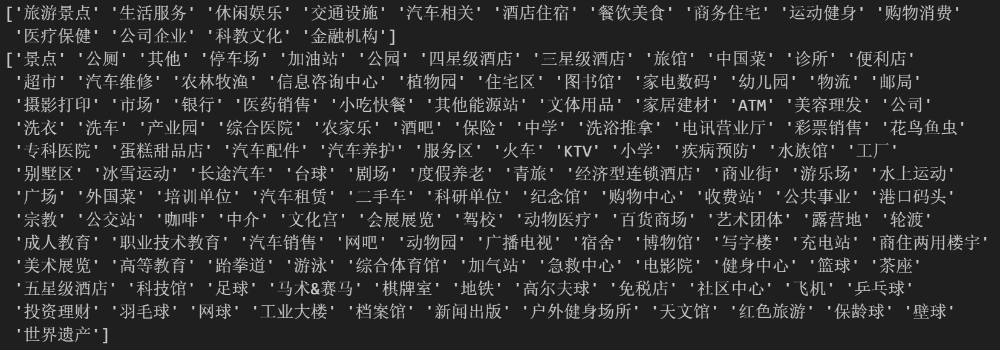 ['旅游景点' '生活服务' '休闲娱乐' '交通设施' '汽车相关' '酒店住宿' '餐饮美食' '商务住宅' '运动健身' '购物消费'
 '医疗保健' '公司企业' '科教文化' '金融机构']
['景点' '公厕' '其他' '停车场' '加油站' '公园' '四星级酒店' '三星级酒店' '旅馆' '中国菜' '诊所' '便利店'
 '超市' '汽车维修' '农林牧渔' '信息咨询中心' '植物园' '住宅区' '图书馆' '家电数码' '幼儿园' '物流' '邮局'
 '摄影打印' '市场' '银行' '医药销售' '小吃快餐' '其他能源站' '文体用品' '家居建材' 'ATM' '美容理发' '公司'
 '洗衣' '洗车' '产业园' '综合医院' '农家乐' '酒吧' '保险' '中学' '洗浴推拿' '电讯营业厅' '彩票销售' '花鸟鱼虫'
 '专科医院' '蛋糕甜品店' '汽车配件' '汽车养护' '服务区' '火车' 'KTV' '小学' '疾病预防' '水族馆' '工厂'
 '别墅区' '冰雪运动' '长途汽车' '台球' '剧场' '度假养老' '青旅' '经济型连锁酒店' '商业街' '游乐场' '水上运动'
 '广场' '外国菜' '培训单位' '汽车租赁' '二手车' '科研单位' '纪念馆' '购物中心' '收费站' '公共事业' '港口码头'
 '宗教' '公交站' '咖啡' '中介' '文化宫' '会展展览' '驾校' '动物医疗' '百货商场' '艺术团体' '露营地' '轮渡'
 '成人教育' '职业技术教育' '汽车销售' '网吧' '动物园' '广播电视' '宿舍' '博物馆' '写字楼' '充电站' '商住两用楼宇'
 '美术展览' '高等教育' '跆拳道' '游泳' '综合体育馆' '加气站' '急救中心' '电影院' '健身中心' '篮球' '茶座'
 '五星级酒店' '科技馆' '足球' '马术&赛马' '棋牌室' '地铁' '高尔夫球' '免税店' '社区中心' '飞机' '乒乓球'
 '投资理财' '羽毛球' '网球' '工业大楼' '档案馆' '新闻出版' '户外健身场所' '天文馆' '红色旅游' '保龄球' '壁球'
 '世界遗产']